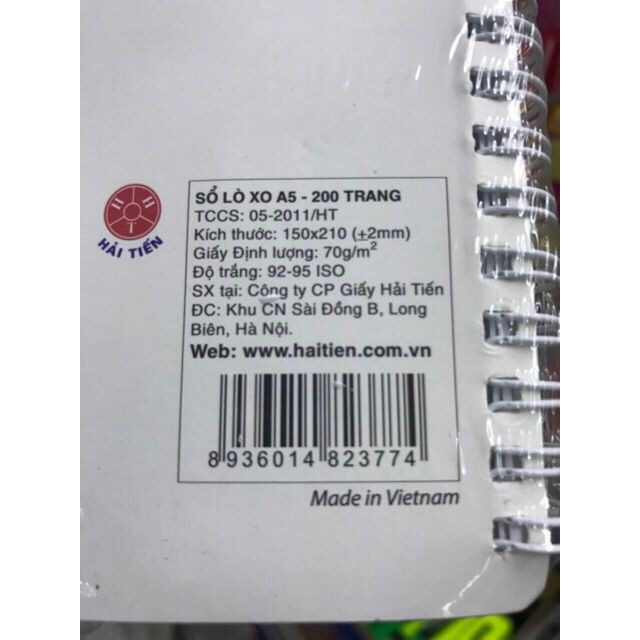 SỔ LÒ XO A5 - 200 TRANG
TCCS: 05-2011/HT
Kích thước: 150x210 (±2mm)
Giấy Định lượng: 70g/m²
Độ trắng: 92-95 ISO
SX tại: Công ty CP Giấy Hải Tiến
ĐC: Khu CN Sài Đồng B, Long
Biên, Hà Nội.
Web: www.haitien.com.vn
8 936014 823774
Made in Vietnam
H H
T
HẢI TIẾN